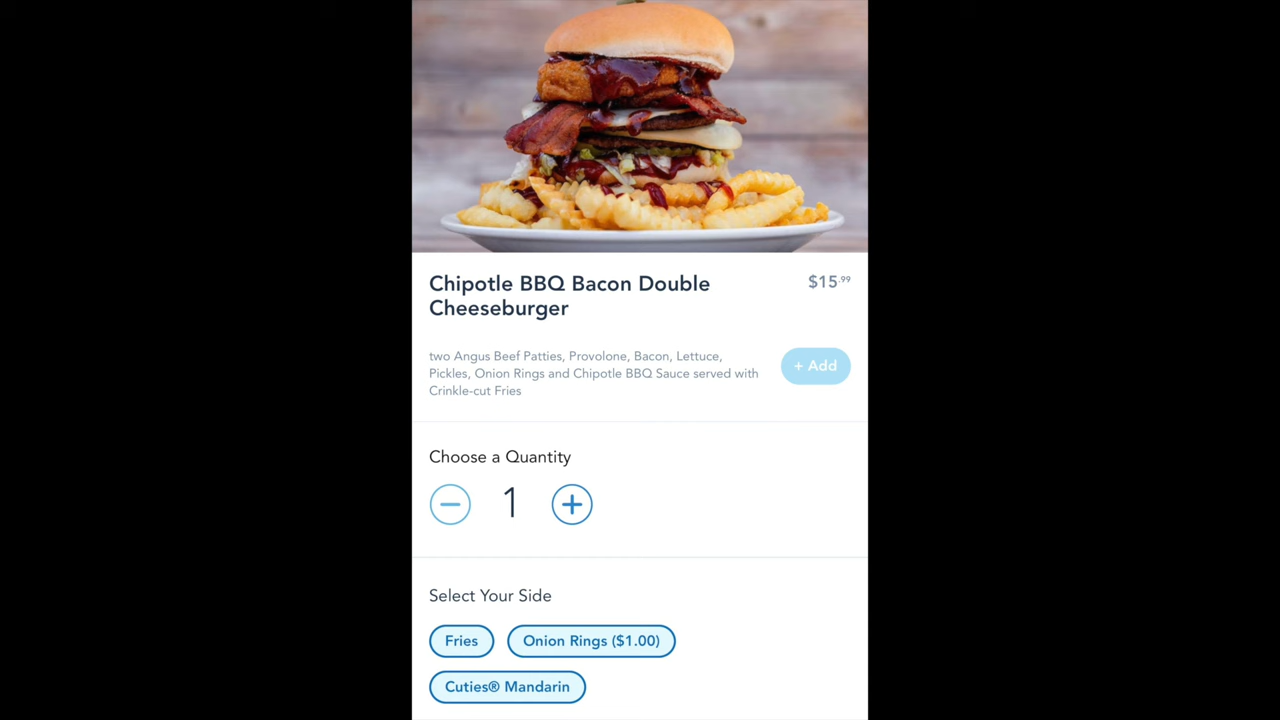 Chipotle BBQ Bacon Double
Cheeseburger
$15.99
two Angus Beef Patties, Provolone, Bacon, Lettuce,
Pickles, Onion Rings and Chipotle BBQ Sauce served with
Crinkle-cut Fries
+ Add
Choose a Quantity
1
Select Your Side
Fries
Onion Rings ($1.00)
Cuties® Mandarin